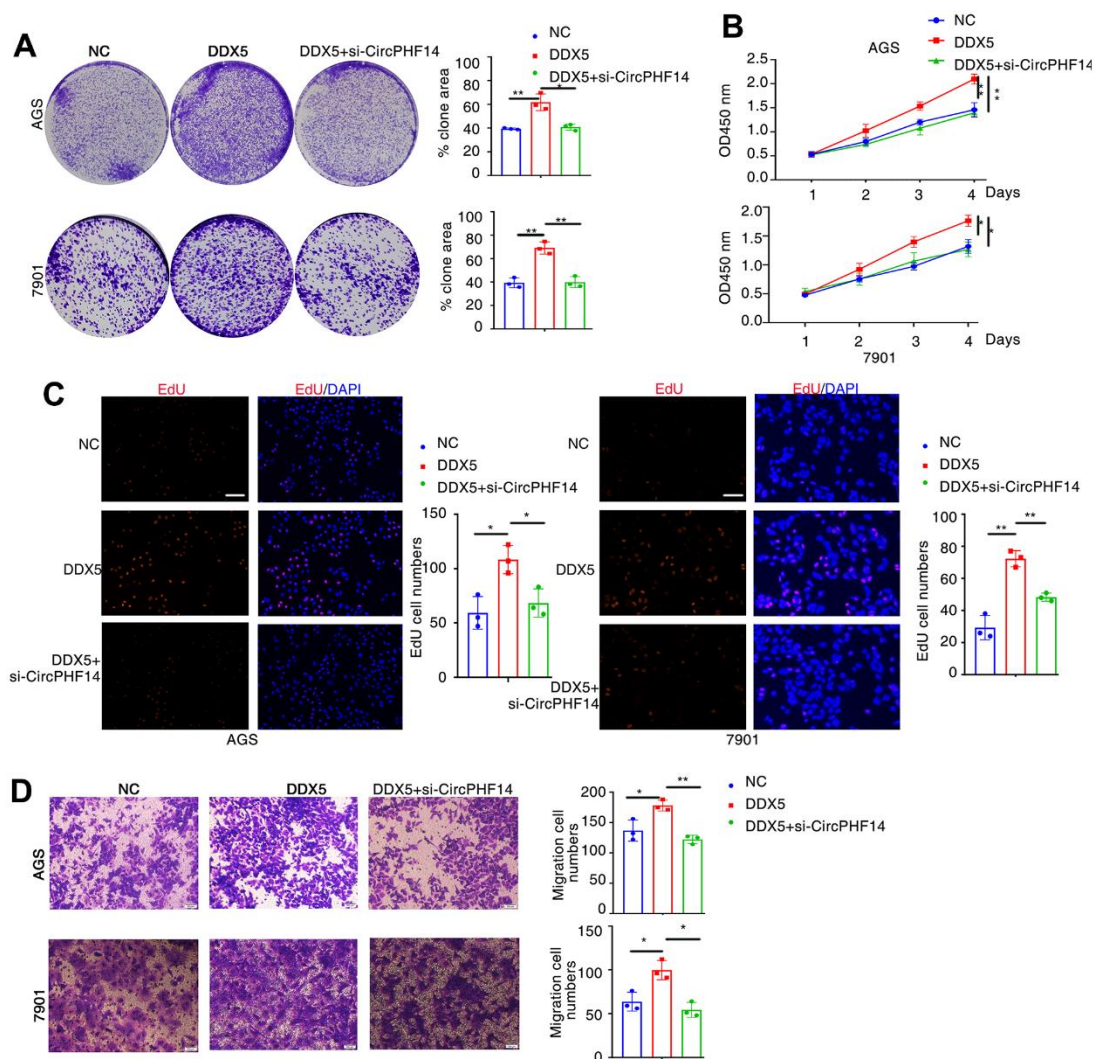 A
NC
DDX5
DDX5+si-CircPHF14
AGS
7901
NC
DDX5
DDX5+si-CircPHF14
% clone area
100
80
60
40
20
0
**
*
% clone area
100
80
60
40
20
0
**
**
B
AGS
NC
DDX5
DDX5+si-CircPHF14
OD450 nm
2.5
2.0
1.5
1.0
0.5
0.0
**
**
1 2 3 4 Days
OD450 nm
2.0
1.5
1.0
0.5
0.0
*
*
1 2 3 4 Days
7901
C
EdU
EdU/DAPI
NC
DDX5
DDX5+
si-CircPHF14
AGS
NC
DDX5
DDX5+si-CircPHF14
EdU cell numbers
150
100
50
0
*
*
EdU
EdU/DAPI
NC
DDX5
DDX5+
si-CircPHF14
7901
NC
DDX5
DDX5+si-CircPHF14
EdU cell numbers
80
60
40
20
0
**
**
D
NC
DDX5
DDX5+si-CircPHF14
AGS
7901
Migration cell
numbers
200
150
100
50
0
*
**
NC
DDX5
DDX5+si-CircPHF14
Migration cell
numbers
150
100
50
0
*
*